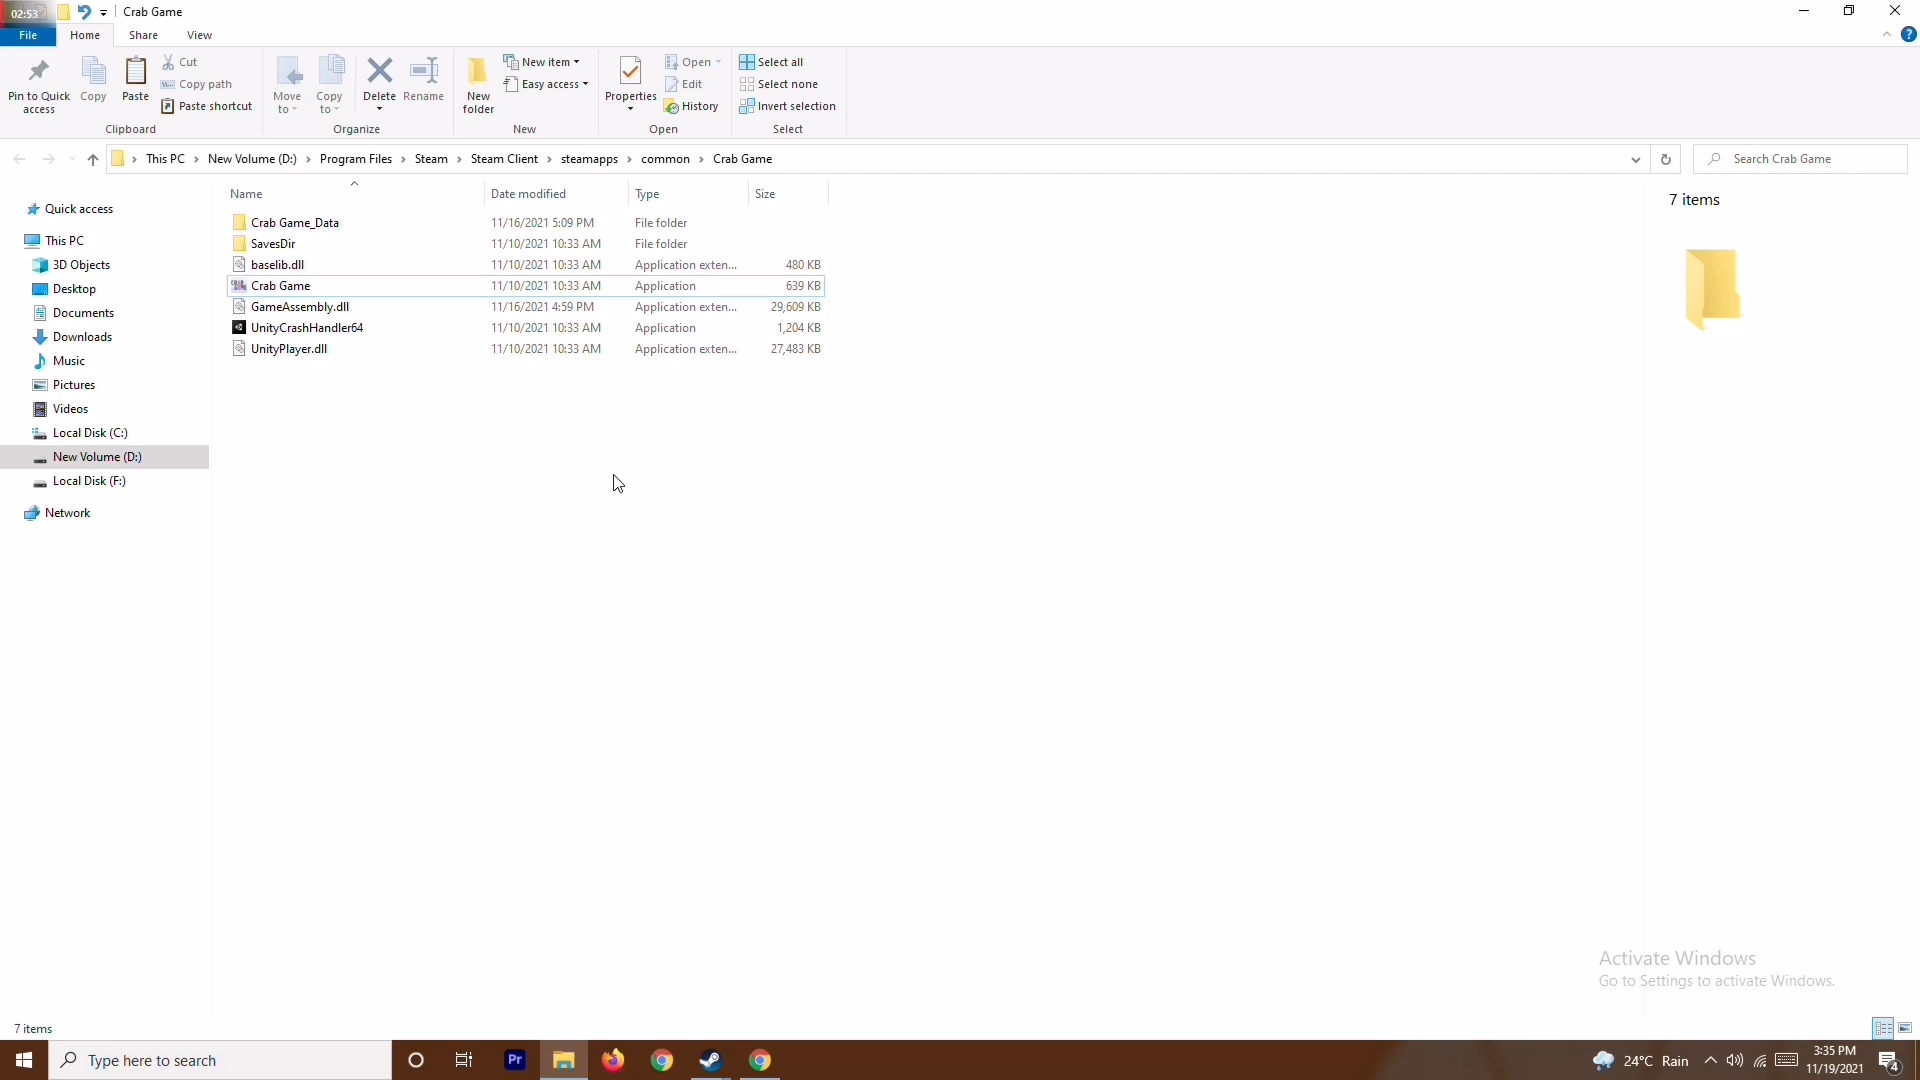 02:53 Crab Game
File Home Share View
Pin to Quick access
Copy
Paste
Cut
Copy path
Paste shortcut
Clipboard
Move to
Copy to
Delete
Rename
Organize
New folder
New item
Easy access
New
Properties
Open
Edit
History
Open
Select all
Select none
Invert selection
Select
This PC > New Volume (D:) > Program Files > Steam > Steam Client > steamapps > common > Crab Game
Search Crab Game
Quick access
This PC
3D Objects
Desktop
Documents
Downloads
Music
Pictures
Videos
Local Disk (C:)
New Volume (D:)
Local Disk (F:)
Network
Name Date modified Type Size
Crab Game_Data 11/16/2021 5:09 PM File folder
SavesDir 11/10/2021 10:33 AM File folder
baselib.dll 11/10/2021 10:33 AM Application exten... 480 KB
Crab Game 11/10/2021 10:33 AM Application 639 KB
GameAssembly.dll 11/16/2021 4:59 PM Application exten... 29,609 KB
UnityCrashHandler64 11/10/2021 10:33 AM Application 1,204 KB
UnityPlayer.dll 11/10/2021 10:33 AM Application exten... 27,483 KB
7 items
Activate Windows
Go to Settings to activate Windows.
7 items
Type here to search
Pr
24°C Rain
3:35 PM
11/19/2021
4